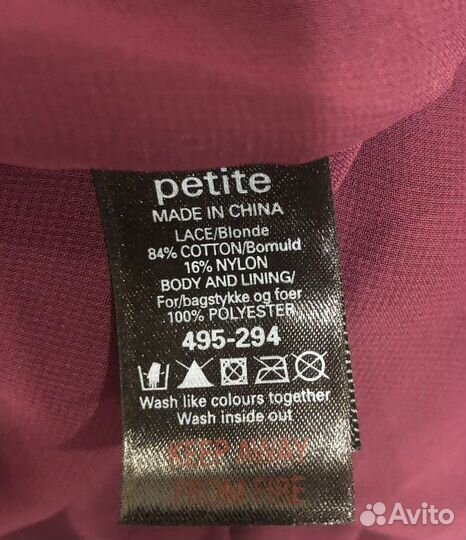 petite
MADE IN CHINA
LACE/Blonde
84% COTTON/Bomuld
16% NYLON
BODY AND LINING/
For/bagstykke og foer
100% POLYESTER
495-294
Wash like colours together
Wash inside out
KEEP AWAY
FROM FIRE
Avito